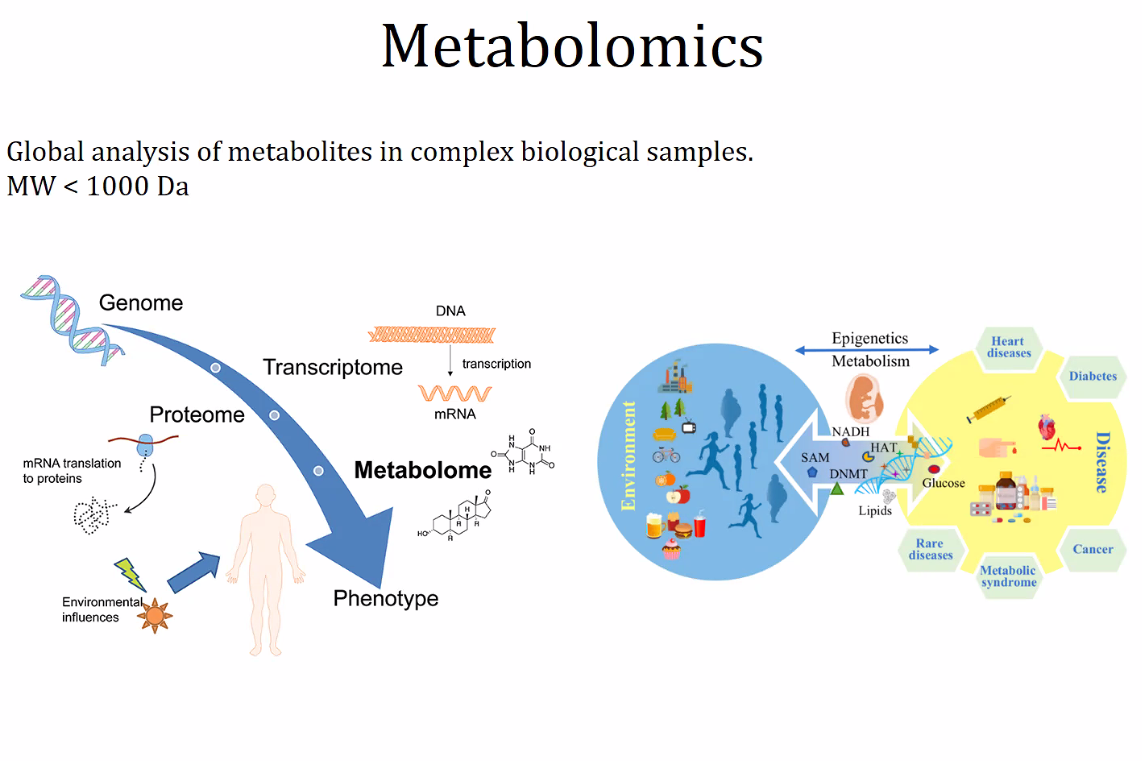 Metabolomics
Global analysis of metabolites in complex biological samples.
MW < 1000 Da
Genome
DNA
Transcriptome
transcription
mRNA
Proteome
mRNA translation
to proteins
Metabolome
O
H
N
NH
O
N
H
N
H
O
O
H
H
H
HO
H
Environmental
influences
Phenotype
Epigenetics
Metabolism
Environment
NADH
HAT
SAM
DNMT
Glucose
Lipids
Heart
diseases
Diabetes
Disease
Cancer
Rare
diseases
Metabolic
syndrome